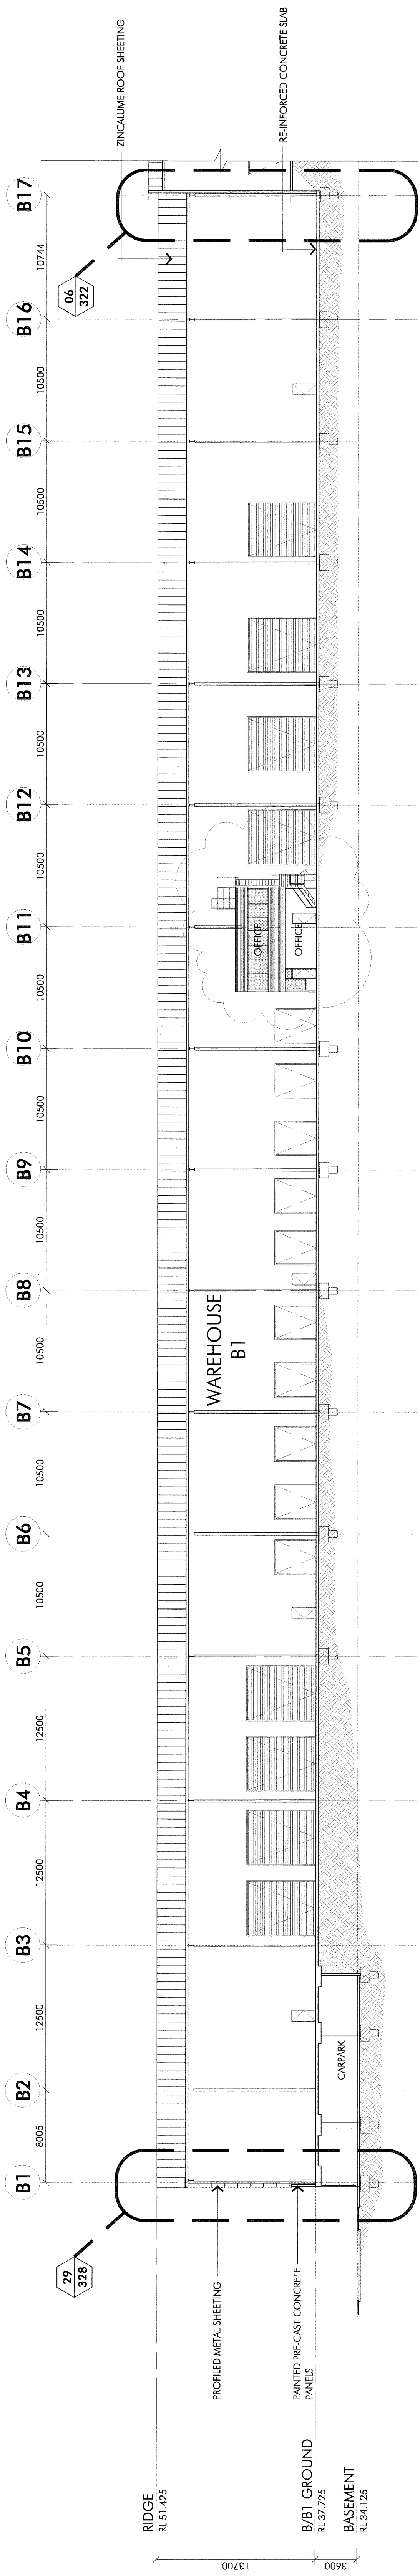 B1
B2
B3
B4
B5
B6
B7
B8
B9
B10
B11
B12
B13
B14
B15
B16
B17
8005
12500
12500
12500
10500
10500
10500
10500
10500
10500
10500
10500
10500
10500
10500
10744
29
328
06
322
ZINCALUME ROOF SHEETING
RE-INFORCED CONCRETE SLAB
PROFILED METAL SHEETING
PAINTED PRE-CAST CONCRETE
PANELS
WAREHOUSE
B1
OFFICE
OFFICE
CARPARK
RIDGE
RL 51.425
13700
B/B1 GROUND
RL 37.725
3600
BASEMENT
RL 34.125